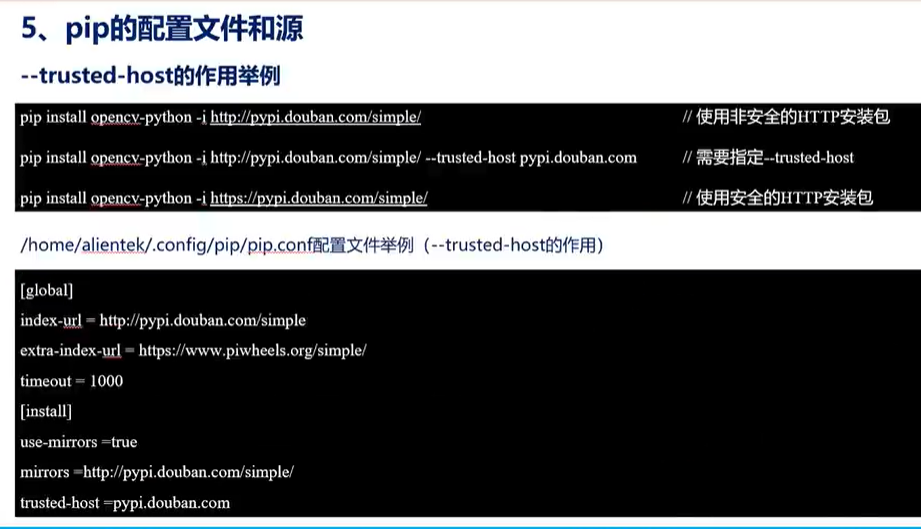 5、pip的配置文件和源
--trusted-host的作用举例
pip install opencv-python -i http://pypi.douban.com/simple/ // 使用非安全的HTTP安装包
pip install opencv-python -i http://pypi.douban.com/simple/ --trusted-host pypi.douban.com // 需要指定--trusted-host
pip install opencv-python -i https://pypi.douban.com/simple/ // 使用安全的HTTP安装包
/home/alientek/.config/pip/pip.conf配置文件举例（--trusted-host的作用）
[global]
index-url = http://pypi.douban.com/simple
extra-index-url = https://www.piwheels.org/simple/
timeout = 1000
[install]
use-mirrors =true
mirrors =http://pypi.douban.com/simple/
trusted-host =pypi.douban.com